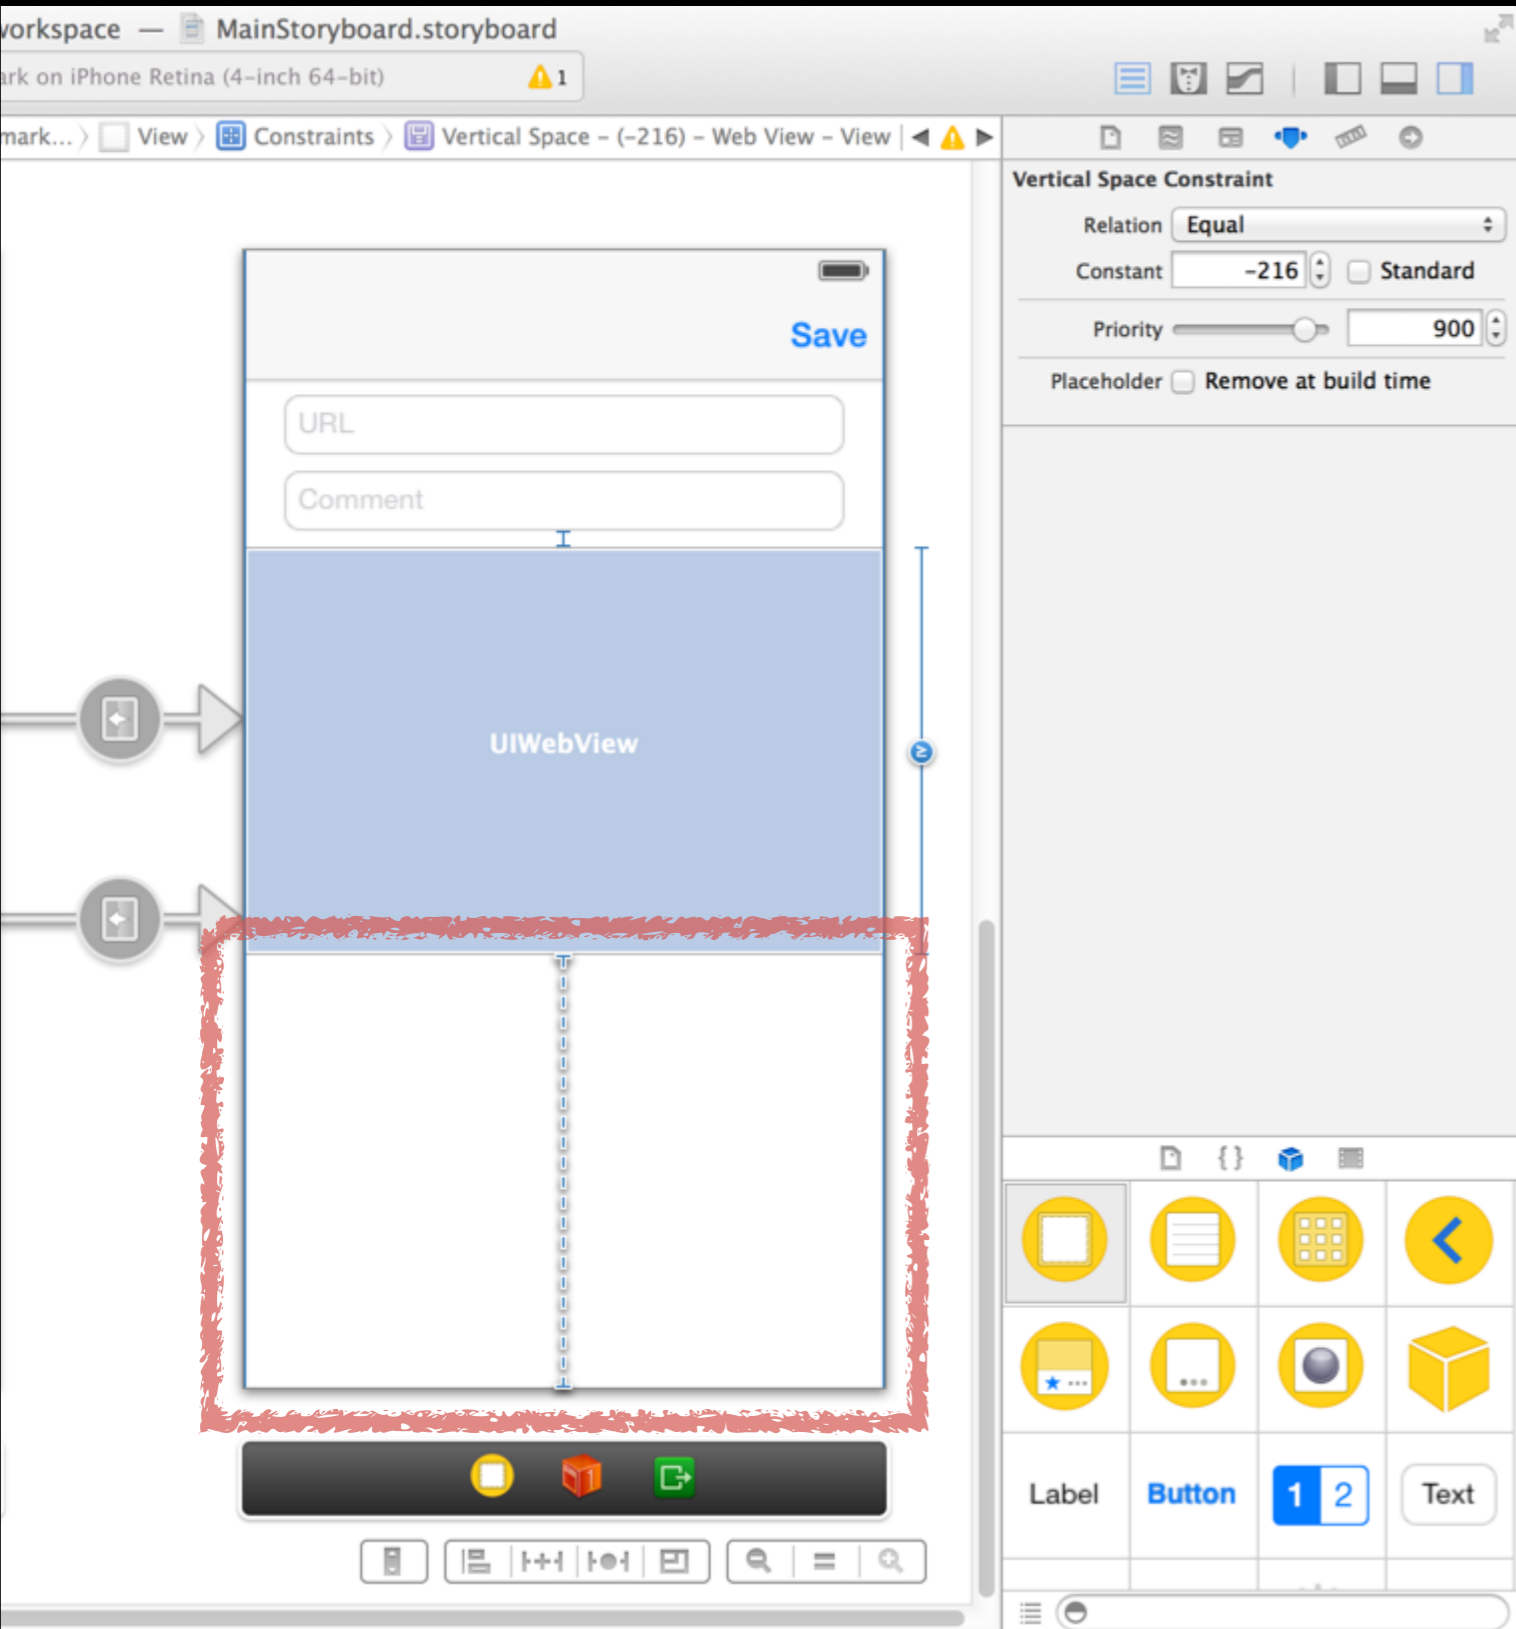 workspace — MainStoryboard.storyboard
ark on iPhone Retina (4-inch 64-bit)
1
mark... View Constraints Vertical Space - (-216) - Web View - View
Vertical Space Constraint
Relation Equal
Constant -216 Standard
Priority 900
Placeholder Remove at build time
Save
URL
Comment
UIWebView
≥
{ }
1
Label Button 1 2 Text